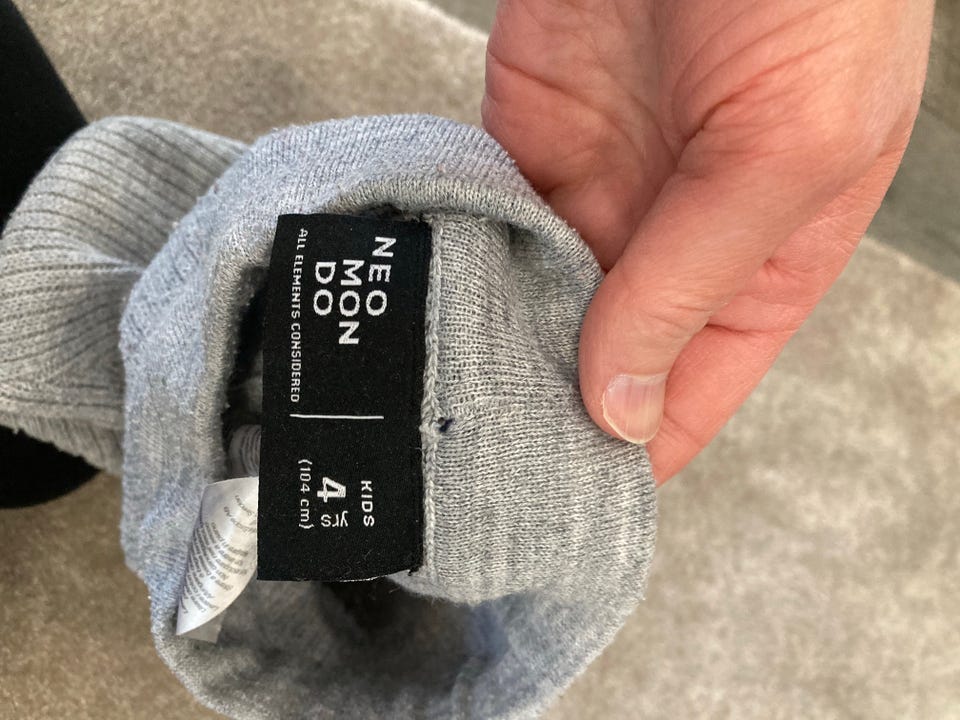 NEO
MON
DO
ALL ELEMENTS CONSIDERED
KIDS
4 yrs
(104 cm)